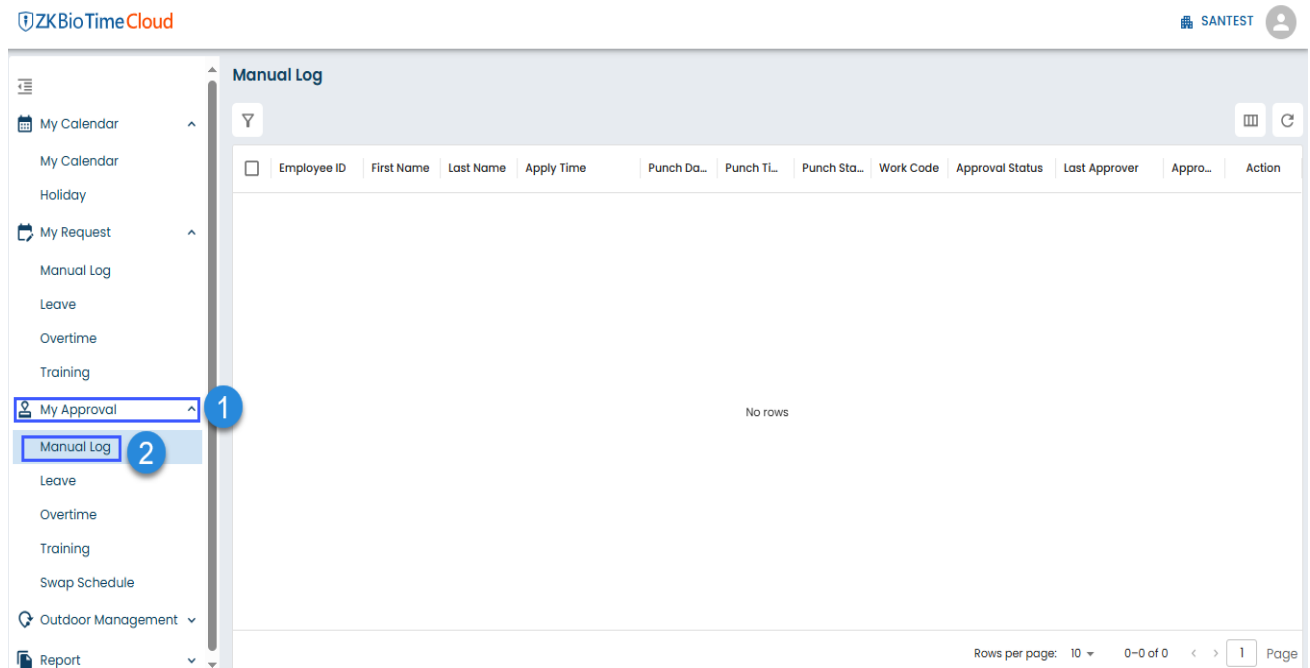 ZKBioTime Cloud
SANTEST
My Calendar
My Calendar
Holiday
My Request
Manual Log
Leave
Overtime
Training
My Approval
1
Manual Log
2
Leave
Overtime
Training
Swap Schedule
Outdoor Management
Report
Manual Log
Employee ID First Name Last Name Apply Time Punch Da... Punch Ti... Punch Sta... Work Code Approval Status Last Approver Appro... Action
No rows
Rows per page: 10 0-0 of 0 < > 1 Page